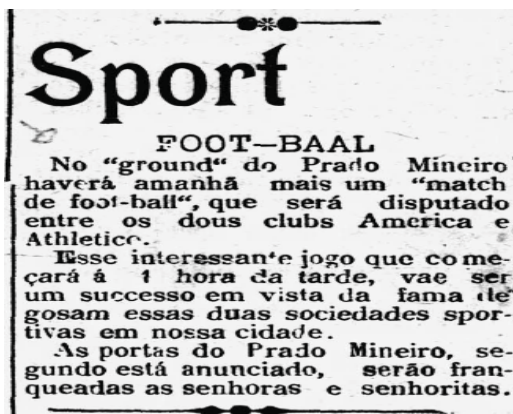 Sport
FOOT-BAAL
No "ground" do Prado Mineiro
haverá amanhã mais um "match
de foot-ball", que será disputado
entre os dous clubs America e
Athletico.
Esse interessante jogo que come-
çará á 1 hora da tarde, vae ser
um successo em vista da fama de
gosam essas duas sociedades spor-
tivas em nossa cidade.
As portas do Prado Mineiro, se-
gundo está anunciado, serão fran-
queadas as senhoras e senhoritas.